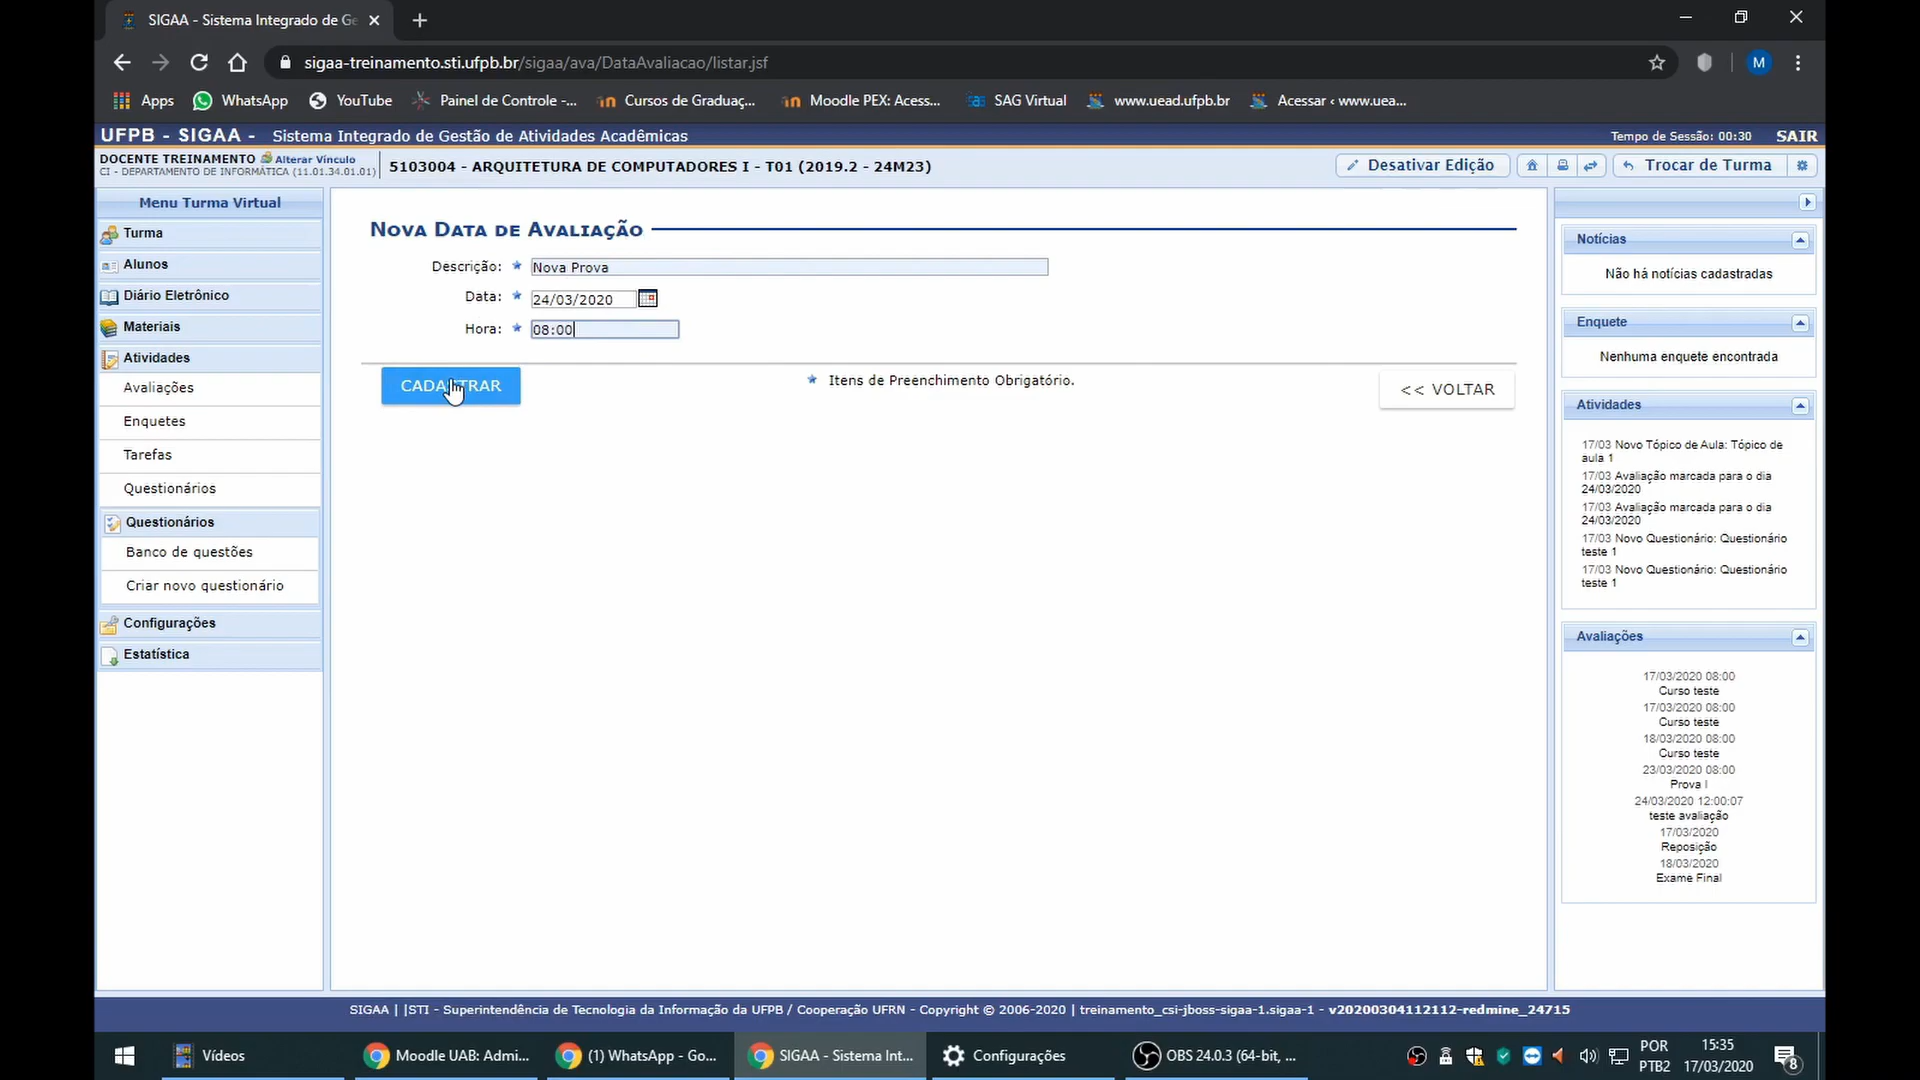 SIGAA - Sistema Integrado de Ge
sigaa-treinamento.sti.ufpb.br/sigaa/ava/DataAvaliacao/listar.jsf
M
Apps
WhatsApp
YouTube
Painel de Controle -...
Cursos de Graduaç...
Moodle PEX: Acess...
SAG Virtual
www.uead.ufpb.br
Acessar ‹ www.uea...
UFPB - SIGAA - Sistema Integrado de Gestão de Atividades Acadêmicas
Tempo de Sessão: 00:30 SAIR
DOCENTE TREINAMENTO Alterar Vínculo
CI - DEPARTAMENTO DE INFORMÁTICA (11.01.34.01.01)
5103004 - ARQUITETURA DE COMPUTADORES I - T01 (2019.2 - 24M23)
Desativar Edição
Trocar de Turma
Menu Turma Virtual
Turma
Alunos
Diário Eletrônico
Materiais
Atividades
Avaliações
Enquetes
Tarefas
Questionários
Questionários
Banco de questões
Criar novo questionário
Configurações
Estatística
Nova Data de Avaliação
Descrição: Nova Prova
Data: 24/03/2020
Hora: 08:00
CADASTRAR
Itens de Preenchimento Obrigatório.
<< VOLTAR
Notícias
Não há notícias cadastradas
Enquete
Nenhuma enquete encontrada
Atividades
17/03 Novo Tópico de Aula: Tópico de
aula 1
17/03 Avaliação marcada para o dia
24/03/2020
17/03 Avaliação marcada para o dia
24/03/2020
17/03 Novo Questionário: Questionário
teste 1
17/03 Novo Questionário: Questionário
teste 1
Avaliações
17/03/2020 08:00
Curso teste
17/03/2020 08:00
Curso teste
18/03/2020 08:00
Curso teste
23/03/2020 08:00
Prova I
24/03/2020 12:00:07
teste avaliação
17/03/2020
Reposição
18/03/2020
Exame Final
SIGAA | |STI - Superintendência de Tecnologia da Informação da UFPB / Cooperação UFRN - Copyright © 2006-2020 | treinamento_csi-jboss-sigaa-1.sigaa-1 - v20200304112112-redmine_24715
Vídeos
Moodle UAB: Admi...
(1) WhatsApp - Go...
SIGAA - Sistema Int...
Configurações
OBS 24.0.3 (64-bit, ...
POR
PTB2
15:35
17/03/2020
8